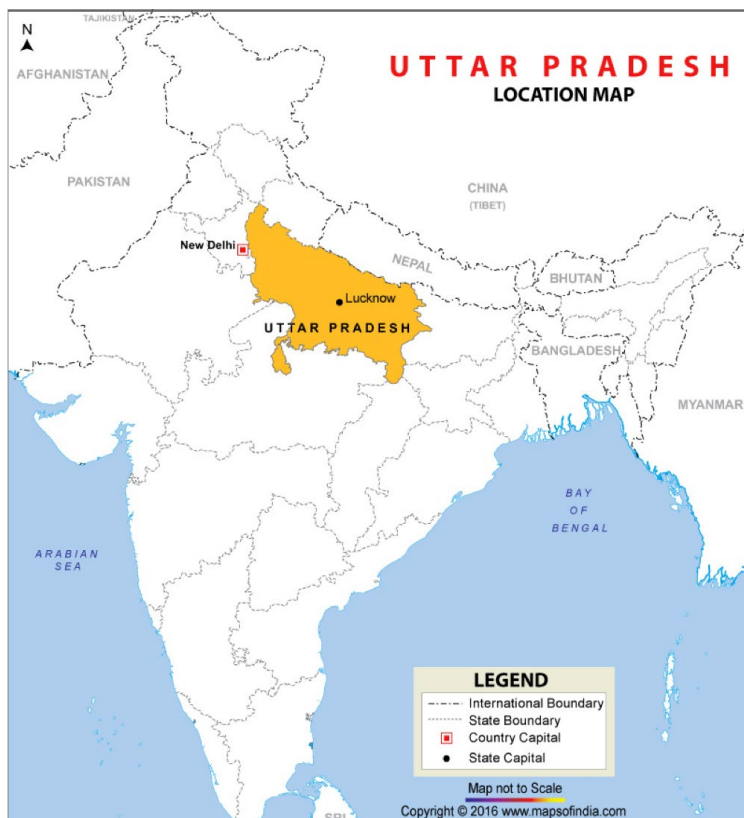 TAJIKISTAN
N
AFGHANISTAN
UTTAR PRADESH
LOCATION MAP
PAKISTAN
CHINA
(TIBET)
New Delhi
NEPAL
BHUTAN
Lucknow
UTTAR PRADESH
BANGLADESH
MYANMAR
BAY
OF
BENGAL
ARABIAN
SEA
LEGEND
International Boundary
State Boundary
Country Capital
State Capital
Map not to Scale
Copyright © 2016 www.mapsofindia.com
SRI